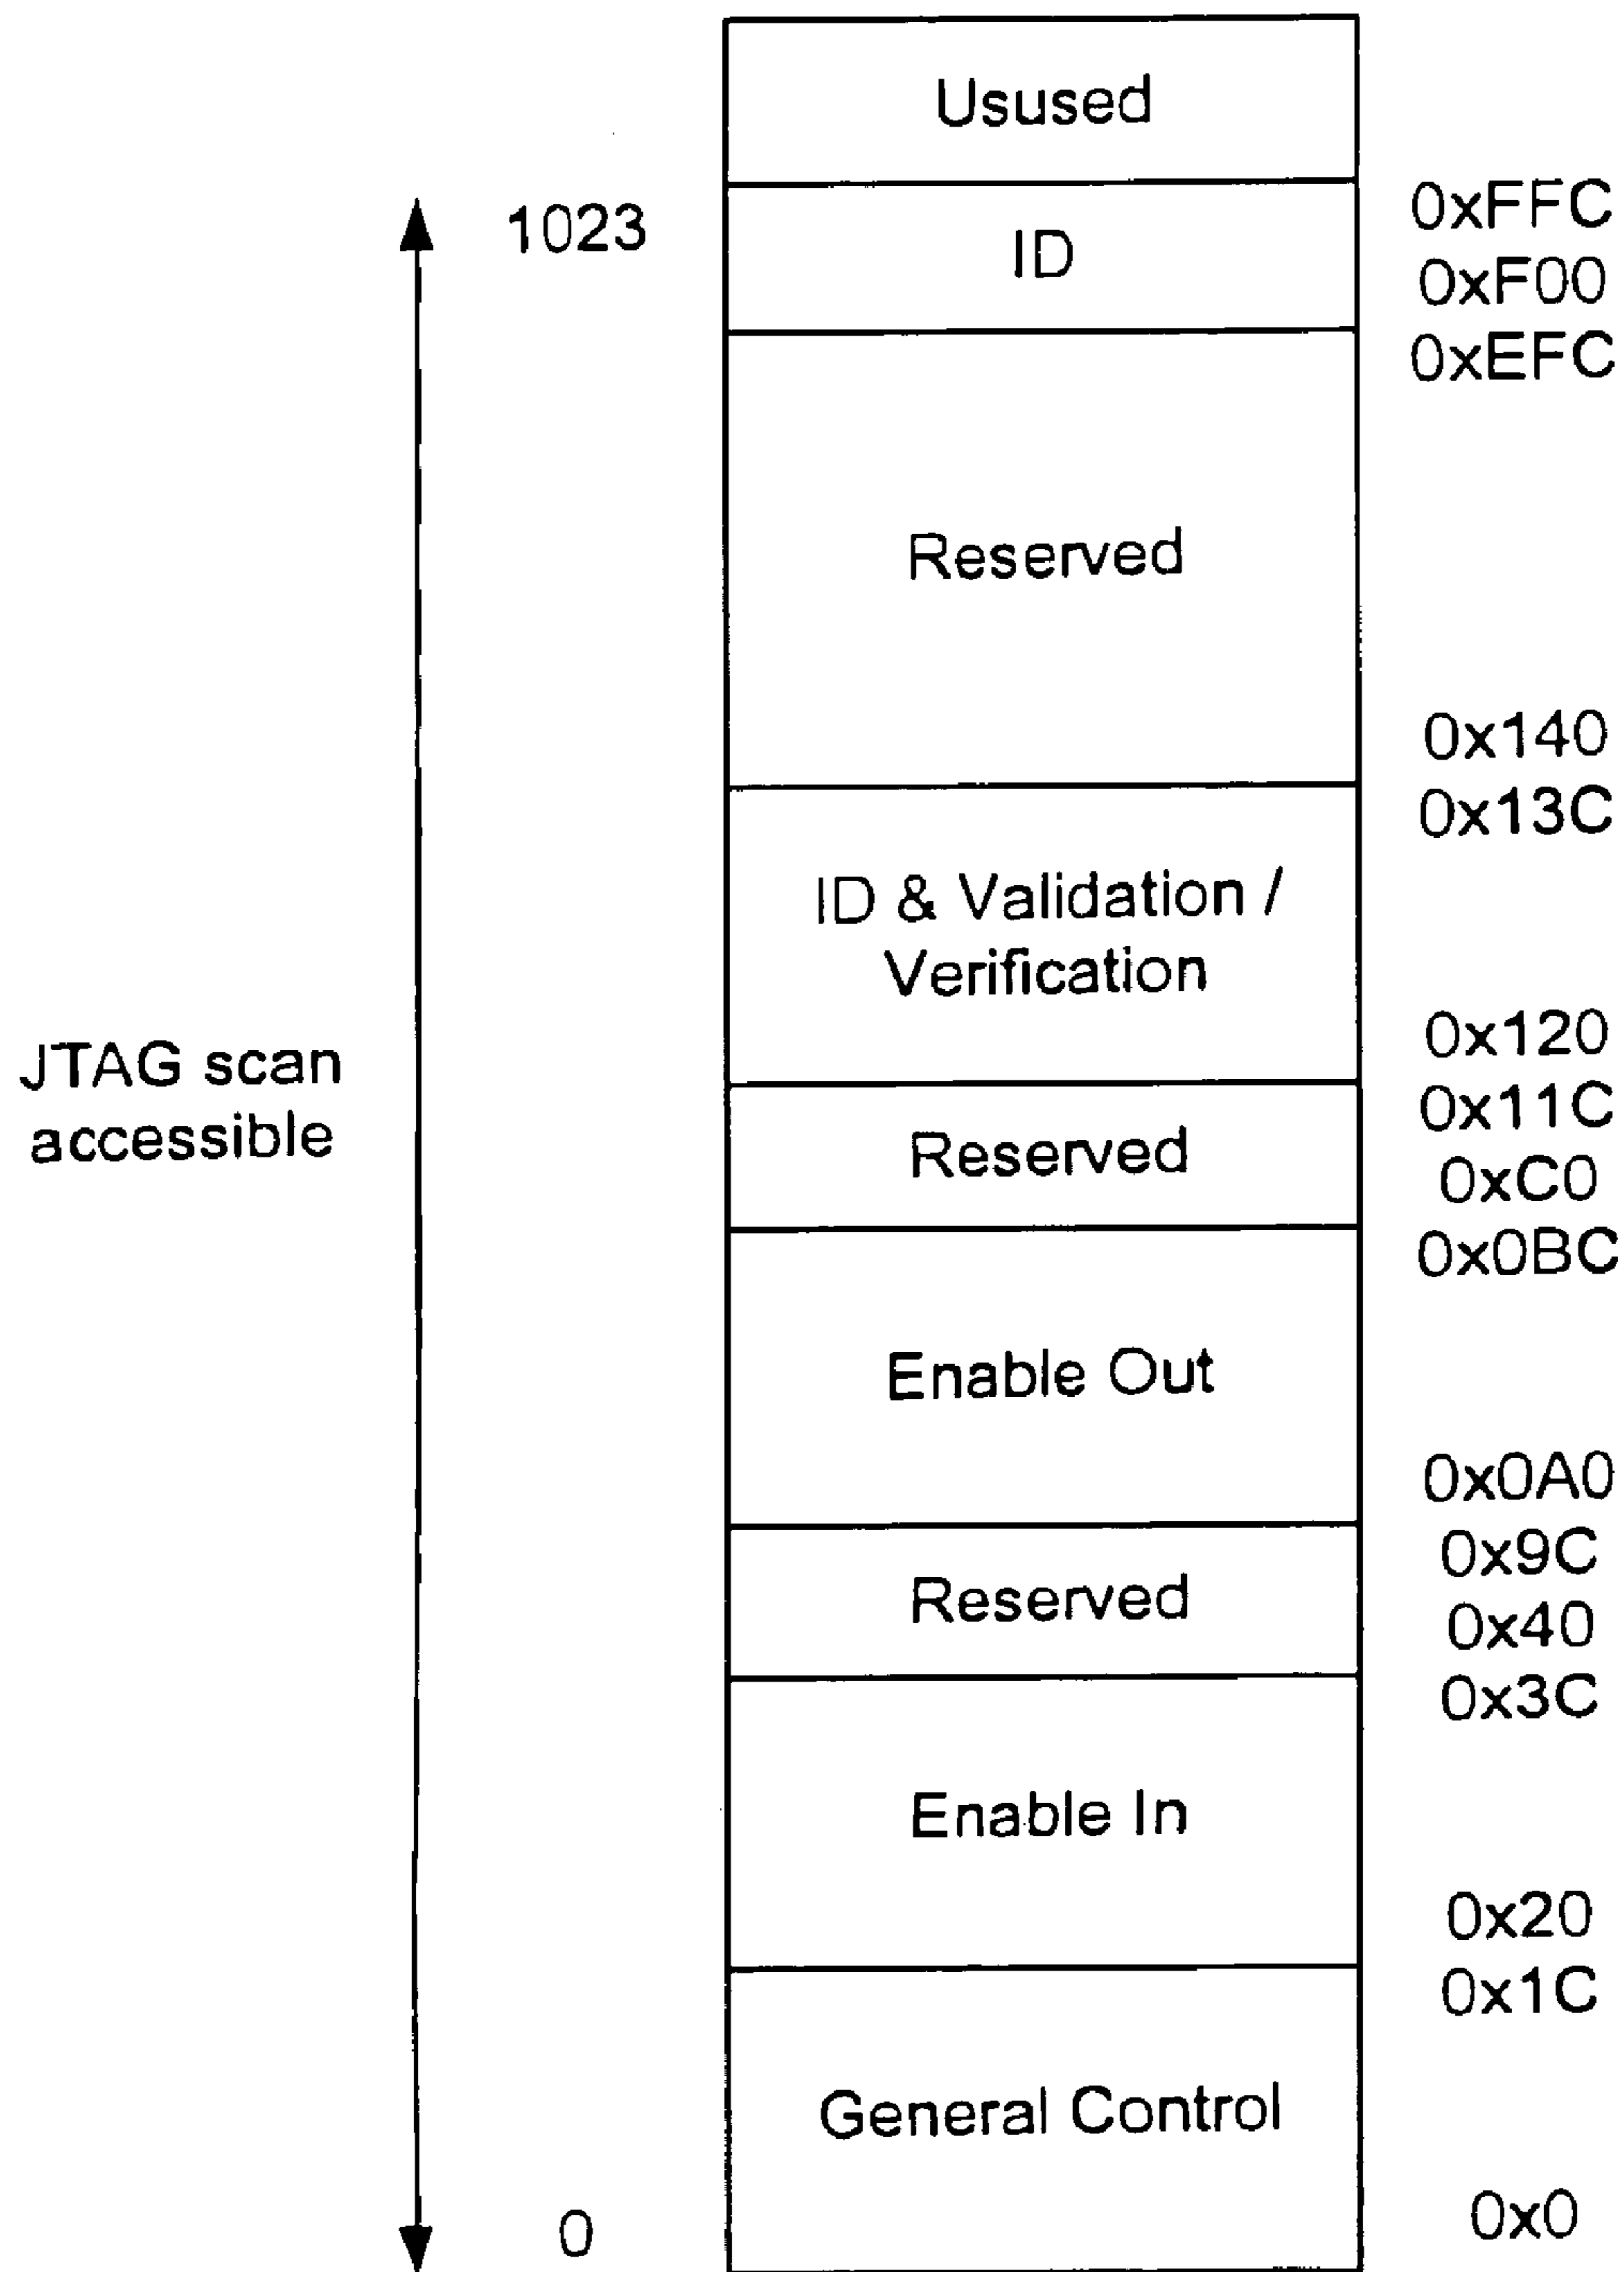 Usused
1023
ID
0xFFC
0xF00
0xEFC
Reserved
0x140
0x13C
ID & Validation /
Verification
0x120
JTAG scan
accessible
0x11C
Reserved
0xC0
0x0BC
Enable Out
0x0A0
0x9C
Reserved
0x40
0x3C
Enable In
0x20
0x1C
General Control
0
0x0